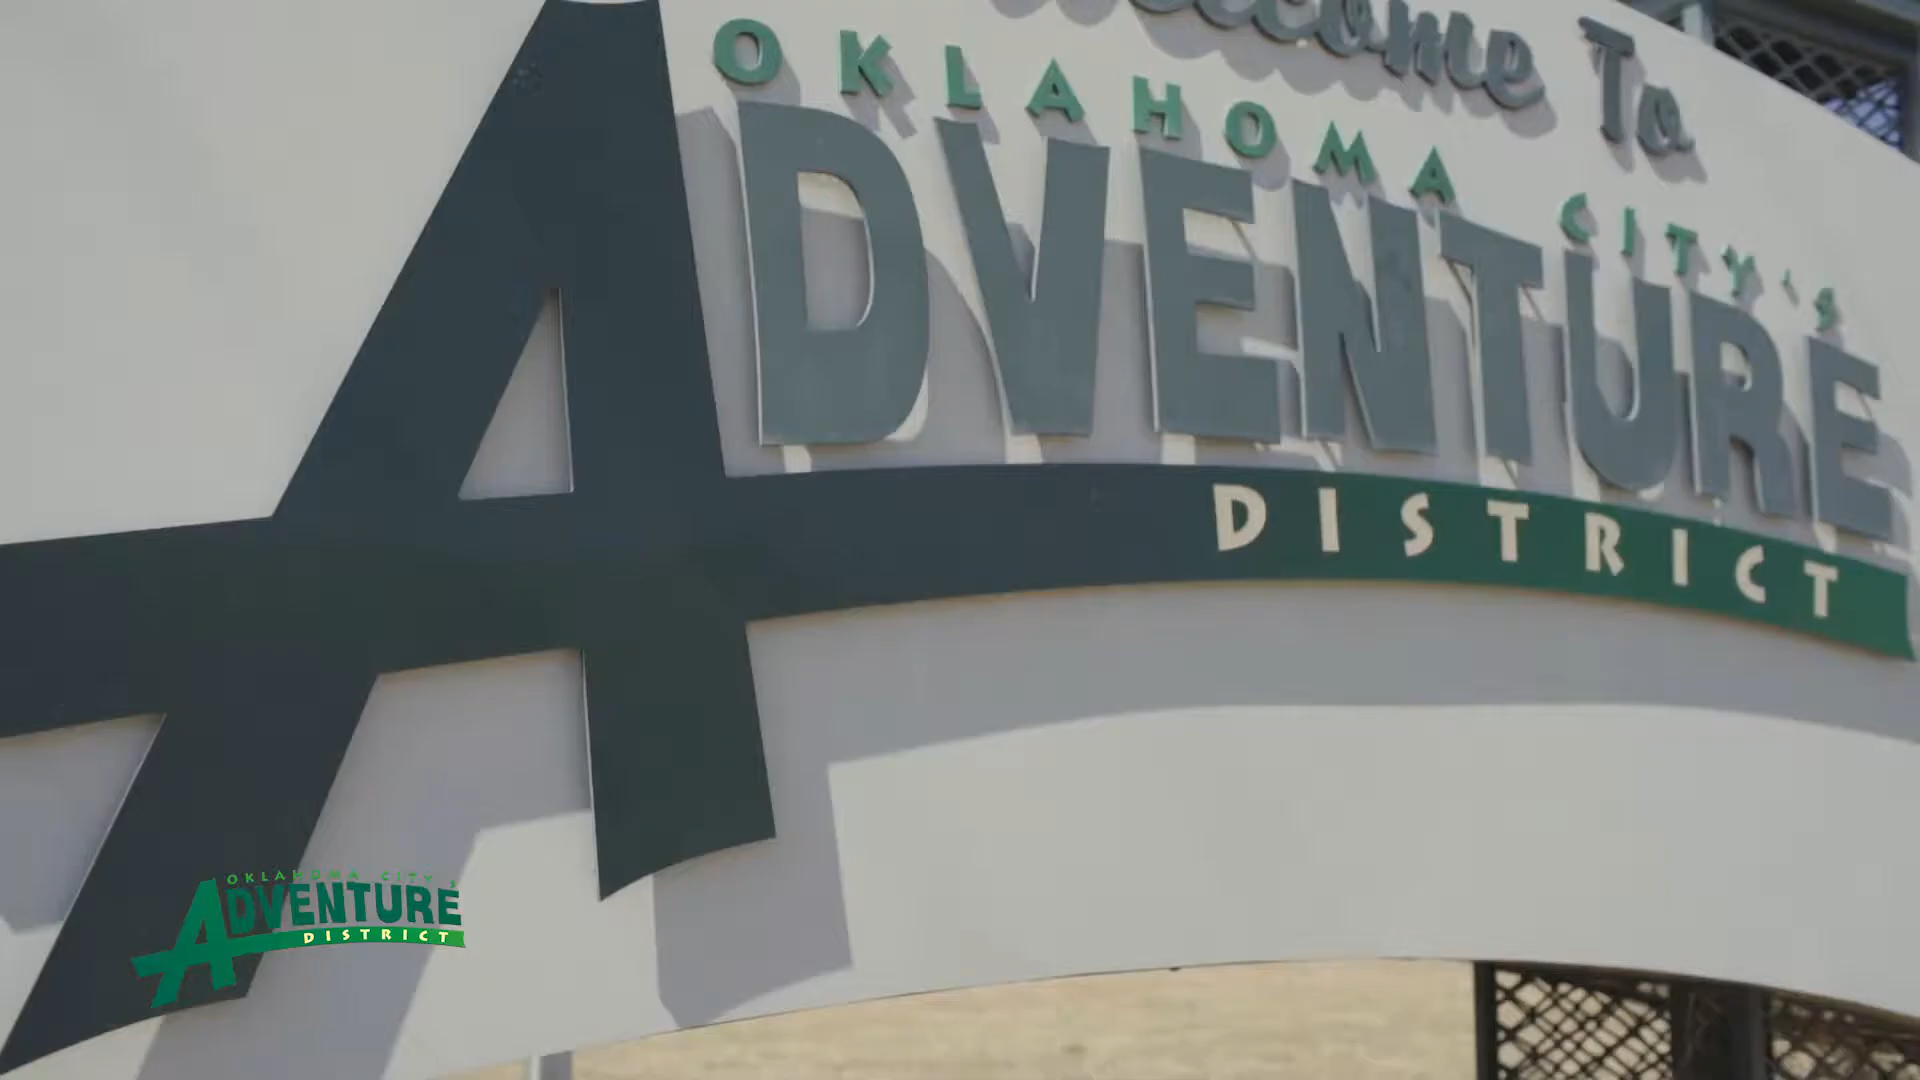 Welcome To
OKLAHOMA CITY'S
ADVENTURE
DISTRICT
OKLAHOMA CITY'S
ADVENTURE
DISTRICT